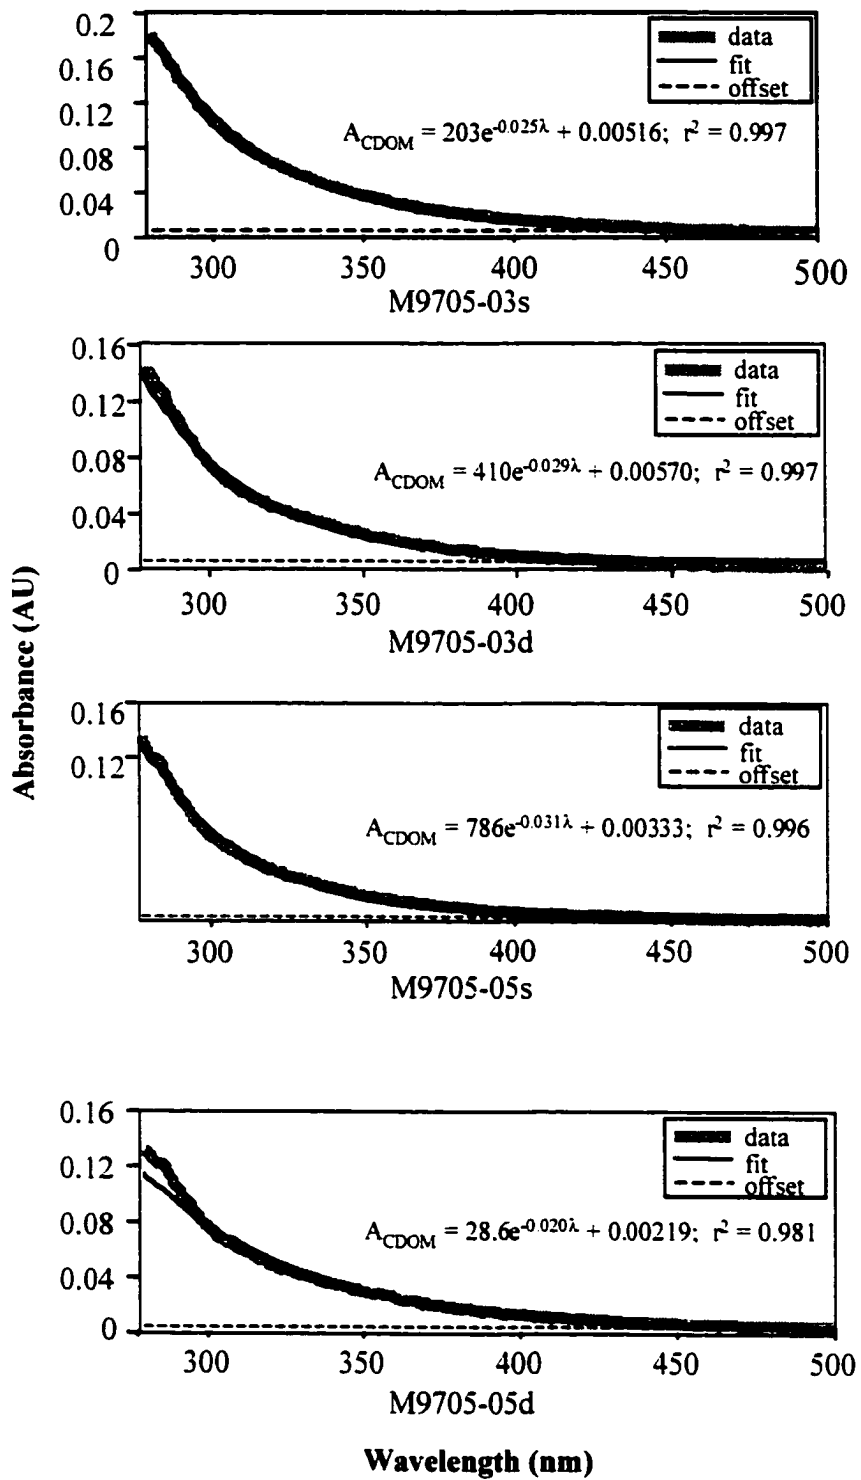 0.2
0.16
0.12
0.08
0.04
0
data
fit
offset
A_CDOM = 203e^-0.025λ + 0.00516; r² = 0.997
300 350 400 450 500
M9705-03s
0.16
0.12
0.08
0.04
0
data
fit
offset
A_CDOM = 410e^-0.029λ + 0.00570; r² = 0.997
300 350 400 450 500
M9705-03d
Absorbance (AU)
0.16
0.12
data
fit
offset
A_CDOM = 786e^-0.031λ + 0.00333; r² = 0.996
300 350 400 450 500
M9705-05s
0.16
0.12
0.08
0.04
0
data
fit
offset
A_CDOM = 28.6e^-0.020λ + 0.00219; r² = 0.981
300 350 400 450 500
M9705-05d
Wavelength (nm)